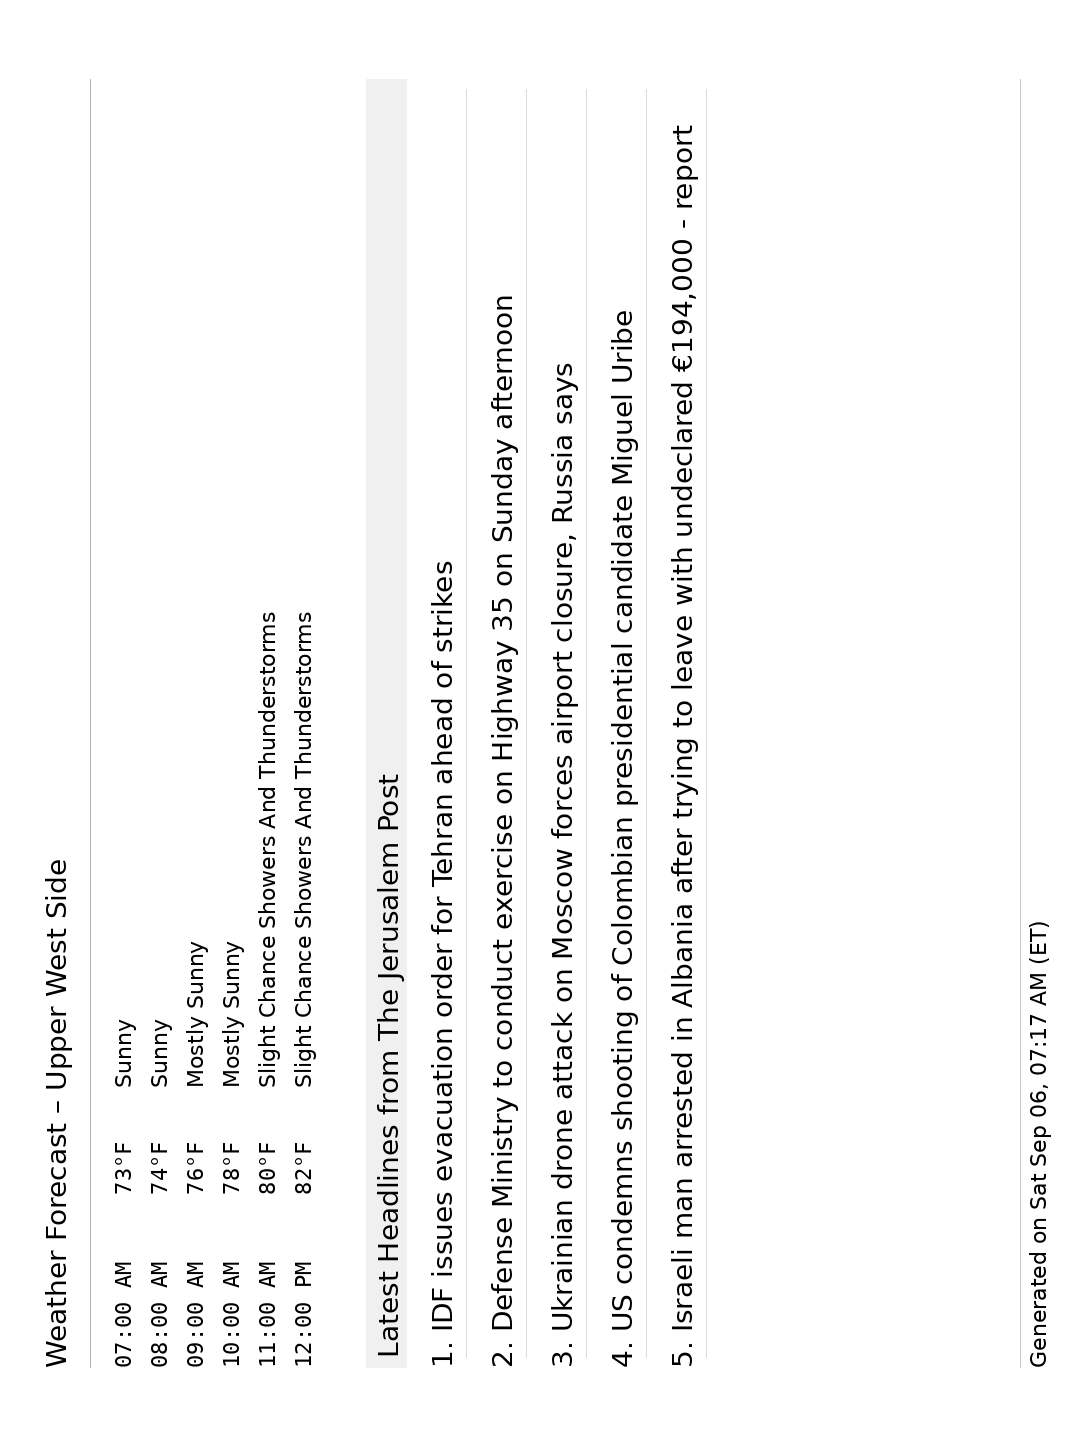 Weather Forecast – Upper West Side
07:00 AM 73°F Sunny
08:00 AM 74°F Sunny
09:00 AM 76°F Mostly Sunny
10:00 AM 78°F Mostly Sunny
11:00 AM 80°F Slight Chance Showers And Thunderstorms
12:00 PM 82°F Slight Chance Showers And Thunderstorms
Latest Headlines from The Jerusalem Post
1. IDF issues evacuation order for Tehran ahead of strikes
2. Defense Ministry to conduct exercise on Highway 35 on Sunday afternoon
3. Ukrainian drone attack on Moscow forces airport closure, Russia says
4. US condemns shooting of Colombian presidential candidate Miguel Uribe
5. Israeli man arrested in Albania after trying to leave with undeclared €194,000 - report
Generated on Sat Sep 06, 07:17 AM (ET)